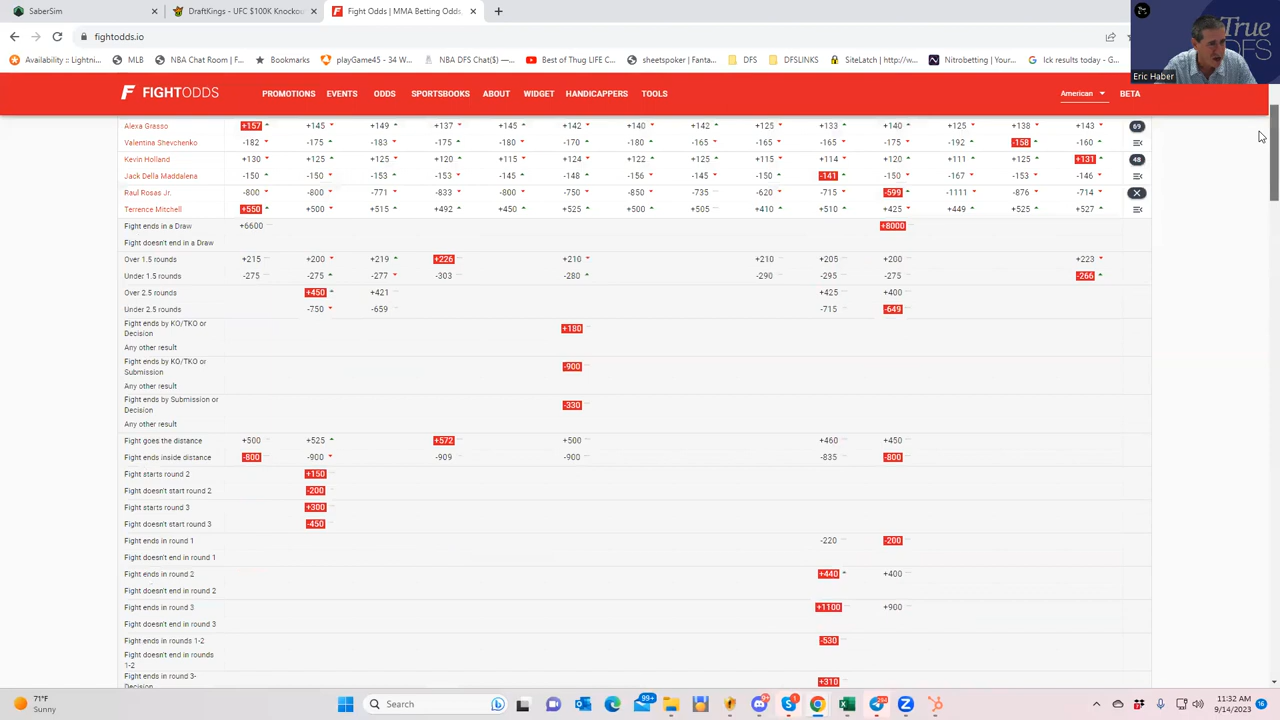 SaberSim
DraftKings - UFC $100K Knockou
Fight Odds | MMA Betting Odds
fightodds.io
Availability :: Lightni...
MLB
NBA Chat Room | F...
Bookmarks
playGame45 - 34 W...
NBA DFS Chat($) -...
Best of Thug LIFE C...
sheetspoker | Fanta...
DFS
DFSLINKS
SiteLatch | http://w...
Nitrobetting | Your...
Ick results today - G...
True
DFS
Eric Haber
FIGHTODDS
PROMOTIONS EVENTS ODDS SPORTSBOOKS ABOUT WIDGET HANDICAPPERS TOOLS
American
BETA
Alexa Grasso +157 +145 +149 +137 +145 +142 +140 +142 +125 +133 +140 +125 +138 +143 69
Valentina Shevchenko -182 -175 -183 -175 -180 -170 -180 -165 -165 -165 -175 -192 -158 -160
Kevin Holland +130 +125 +125 +120 +115 +124 +122 +125 +115 +114 +120 +111 +125 +131 48
Jack Della Maddalena -150 -150 -153 -153 -145 -148 -156 -145 -150 -141 -150 -167 -153 -146
Raul Rosas Jr. -800 -800 -771 -833 -800 -750 -850 -735 -620 -715 -599 -1111 -876 -714
Terrence Mitchell +550 +500 +515 +492 +450 +525 +500 +505 +410 +510 +425 +449 +525 +527
Fight ends in a Draw +6600 +8000
Fight doesn't end in a Draw
Over 1.5 rounds +215 +200 +219 +226 +210 +210 +205 +200 +223
Under 1.5 rounds -275 -275 -277 -303 -280 -290 -295 -275 -266
Over 2.5 rounds +450 +421 +425 +400
Under 2.5 rounds -750 -659 -715 -649
Fight ends by KO/TKO or
Decision +180
Any other result
Fight ends by KO/TKO or
Submission -900
Any other result
Fight ends by Submission or
Decision -330
Any other result
Fight goes the distance +500 +525 +572 +500 +460 +450
Fight ends inside distance -800 -900 -909 -900 -835 -800
Fight starts round 2 +150
Fight doesn't start round 2 -200
Fight starts round 3 +300
Fight doesn't start round 3 -450
Fight ends in round 1 -220 -200
Fight doesn't end in round 1
Fight ends in round 2 +440 +400
Fight doesn't end in round 2
Fight ends in round 3 +1100 +900
Fight doesn't end in round 3
Fight ends in rounds 1-2 -530
Fight doesn't end in rounds
1-2
Fight ends in round 3-
Decision +310
71°F
Sunny
Search
99+
11:32 AM
9/14/2023
16